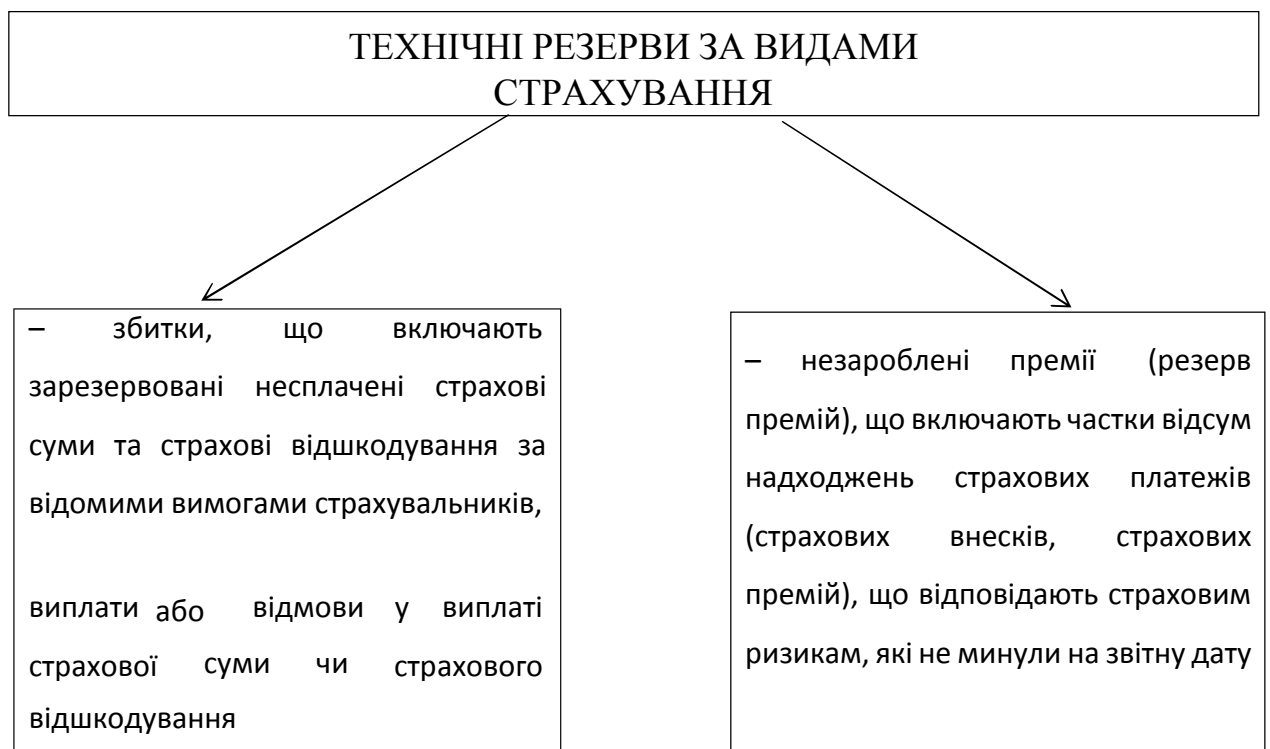 ТЕХНІЧНІ РЕЗЕРВИ ЗА ВИДАМИ
СТРАХУВАННЯ
– збитки, що включають
зарезервовані несплачені страхові
суми та страхові відшкодування за
відомими вимогами страхувальників,
виплати або відмови у виплаті
страхової суми чи страхового
відшкодування
– незароблені премії (резерв
премій), що включають частки відсум
надходжень страхових платежів
(страхових внесків, страхових
премій), що відповідають страховим
ризикам, які не минули на звітну дату